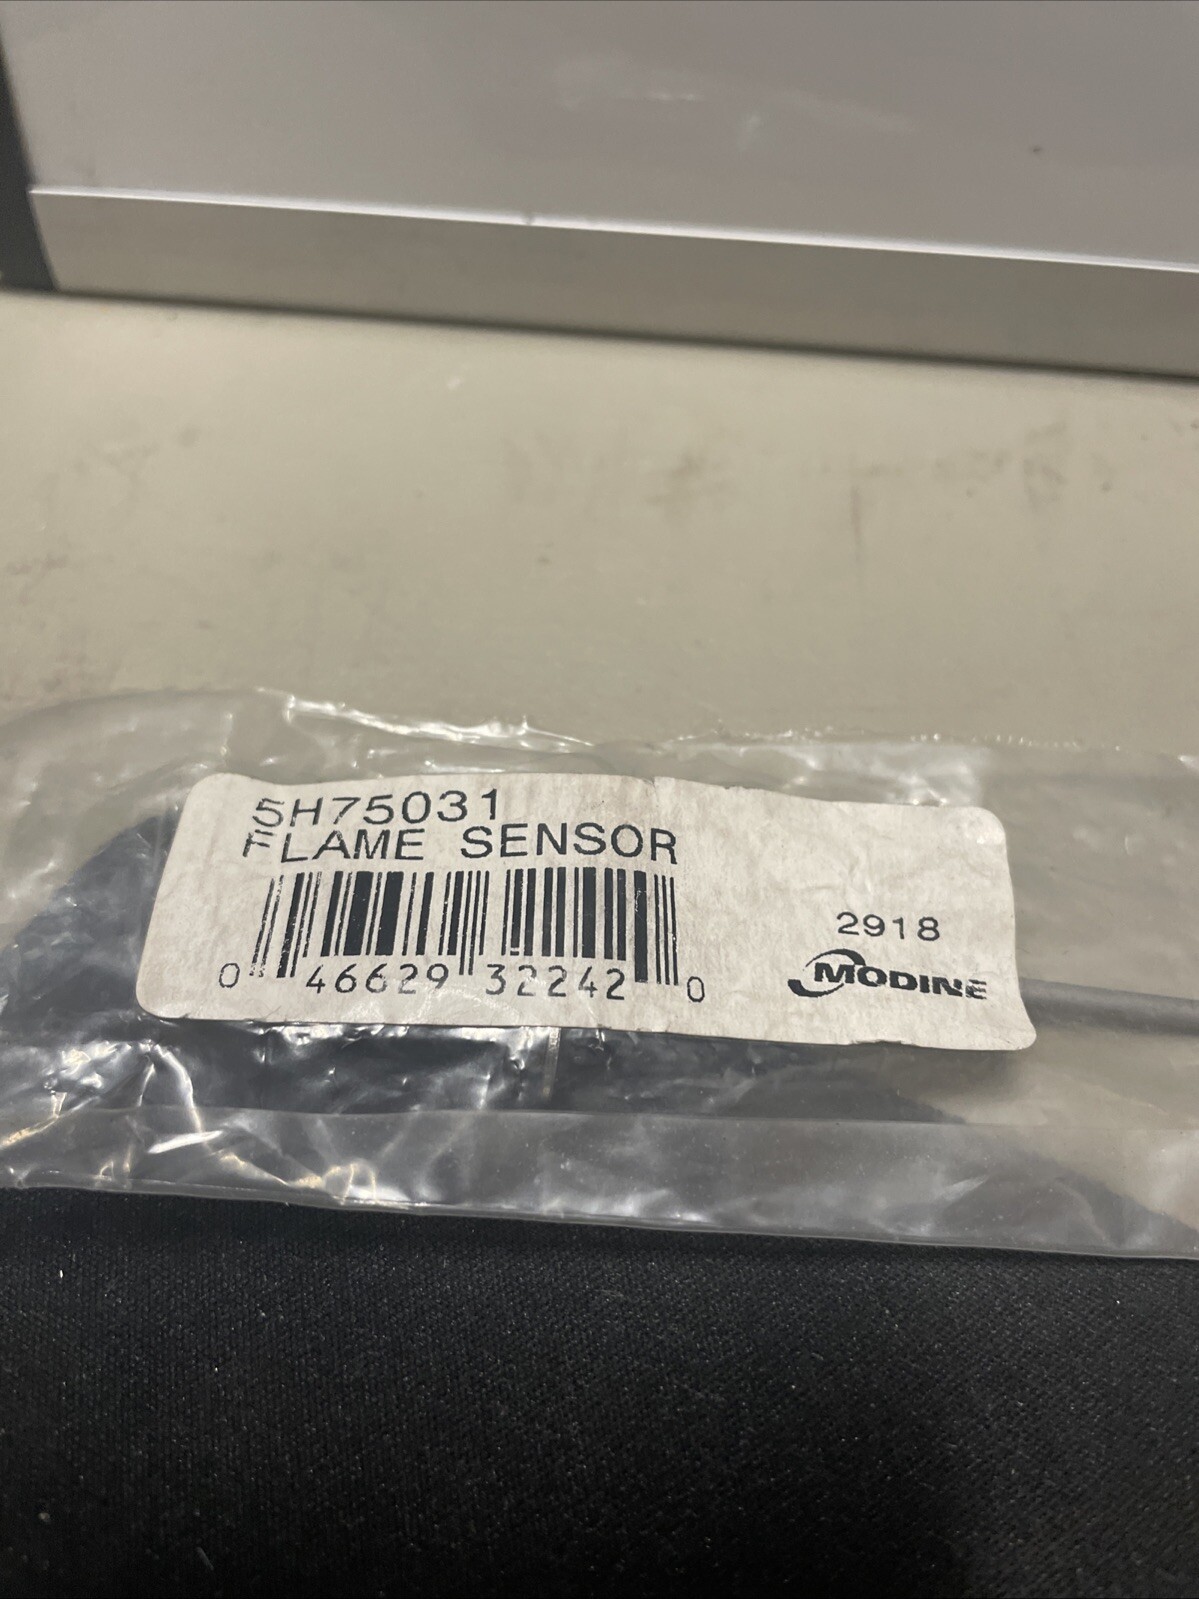 5H75031
FLAME SENSOR
2918
MODINE
0 46629 32242 0